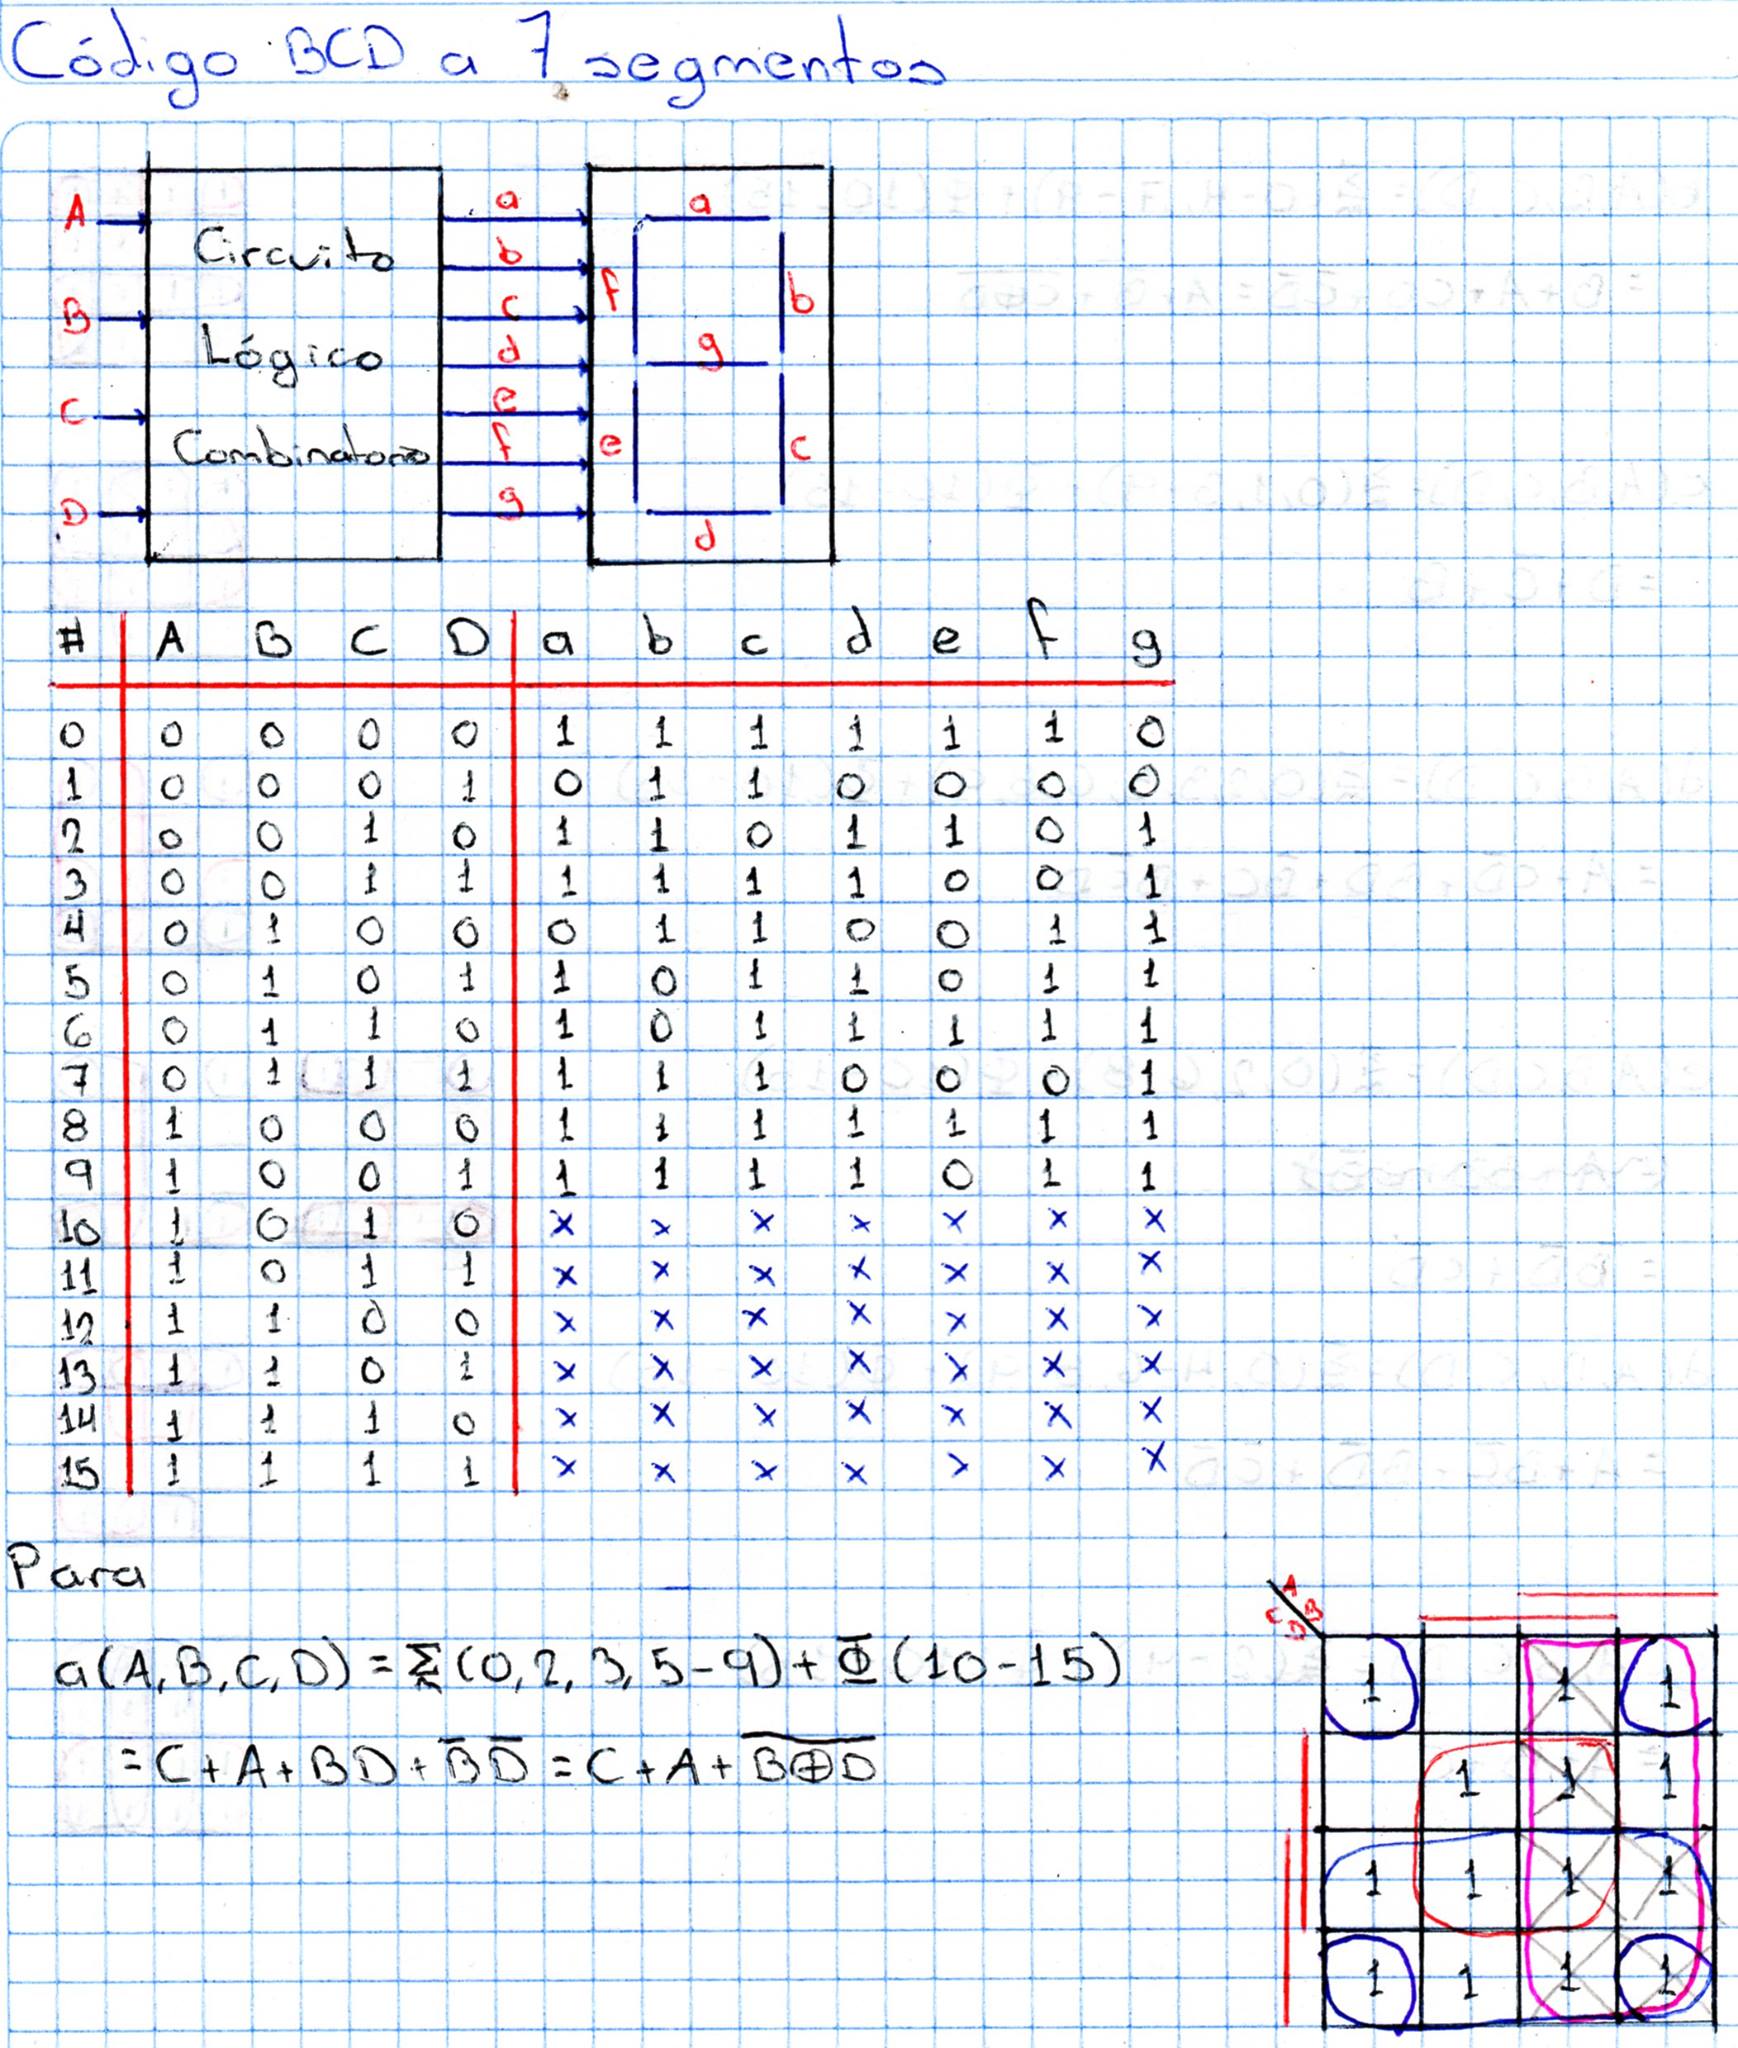 Código BCD a 7 segmentos
A B C D
Circuito
Lógico
Combinatorio
a b c d e f g
a
f b
g
e c
d
# A B C D a b c d e f g
0 0 0 0 0 1 1 1 1 1 1 0
1 0 0 0 1 0 1 1 0 0 0 0
2 0 0 1 0 1 1 0 1 1 0 1
3 0 0 1 1 1 1 1 1 0 0 1
4 0 1 0 0 0 1 1 0 0 1 1
5 0 1 0 1 1 0 1 1 0 1 1
6 0 1 1 0 1 0 1 1 1 1 1
7 0 1 1 1 1 1 1 0 0 0 1
8 1 0 0 0 1 1 1 1 1 1 1
9 1 0 0 1 1 1 1 1 0 1 1
10 1 0 1 0 x x x x x x x
11 1 0 1 1 x x x x x x x
12 1 1 0 0 x x x x x x x
13 1 1 0 1 x x x x x x x
14 1 1 1 0 x x x x x x x
15 1 1 1 1 x x x x x x x
Para
a(A,B,C,D) = Σ(0,2,3,5-9) + Φ(10-15)
= C+A+BD+B̅D̅ = C+A+B̅⊕̅D̅
A
C B
D
1 1 1
1 1 1
1 1 1 1
1 1 1 1